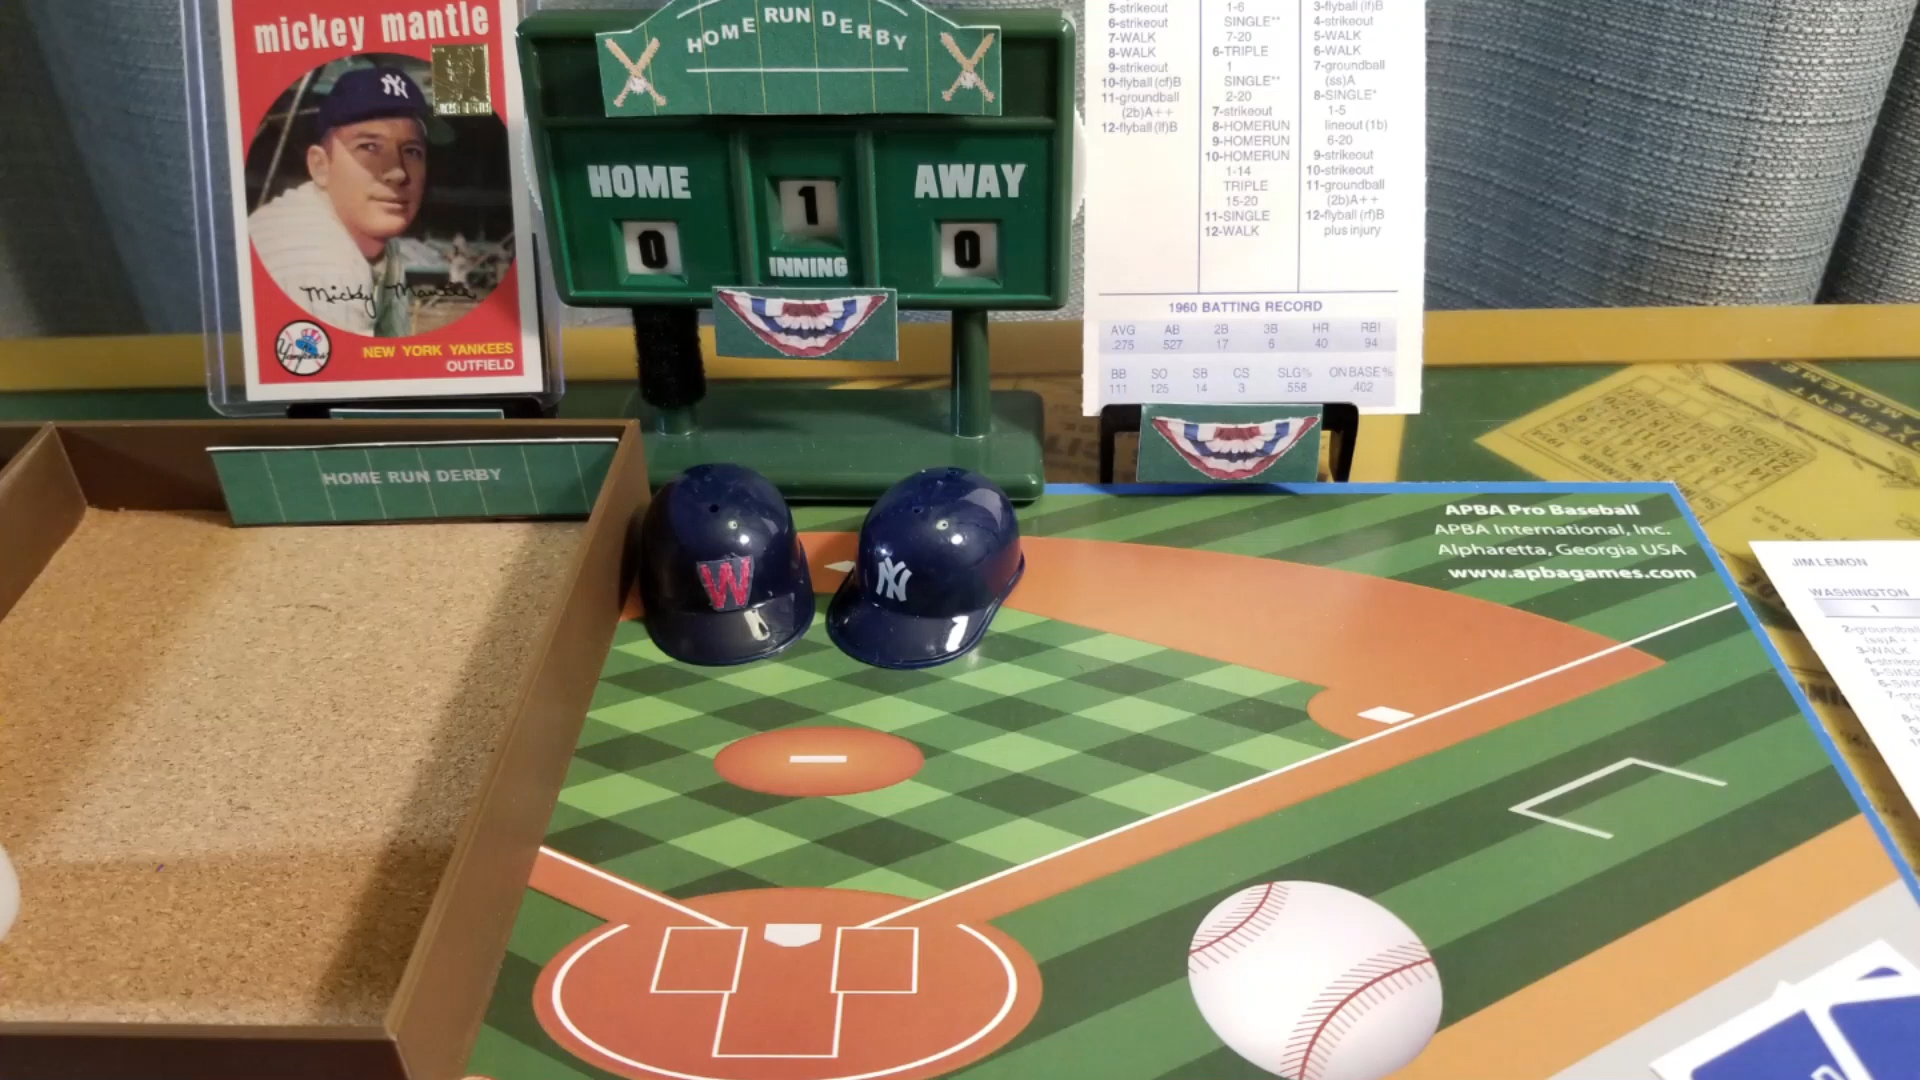 mickey mantle
NY
Mickey Mantle
Yankees
NEW YORK YANKEES
OUTFIELD
HOME RUN DERBY
HOME
1
AWAY
0
INNING
0
5-strikeout
6-strikeout
7-WALK
8-WALK
9-strikeout
10-flyball (cf)B
11-groundball
(2b)A++
12-flyball (lf)B
1-6
SINGLE**
7-20
6-TRIPLE
1
SINGLE**
2-20
7-strikeout
8-HOMERUN
9-HOMERUN
10-HOMERUN
1-14
TRIPLE
15-20
11-SINGLE
12-WALK
3-flyball (lf)B
4-strikeout
5-WALK
6-WALK
7-groundball
(ss)A
8-SINGLE*
1-5
lineout (1b)
6-20
9-strikeout
10-strikeout
11-groundball
(2b)A++
12-flyball (rf)B
plus injury
1960 BATTING RECORD
AVG AB 2B 3B HR RBI
.275 527 17 6 40 94
BB SO SB CS SLG% ON BASE%
111 125 14 3 .558 .402
HOME RUN DERBY
W
NY
APBA Pro Baseball
APBA International, Inc.
Alpharetta, Georgia USA
www.apbagames.com
JIM LEMON
WASHINGTON
1
3-WALK